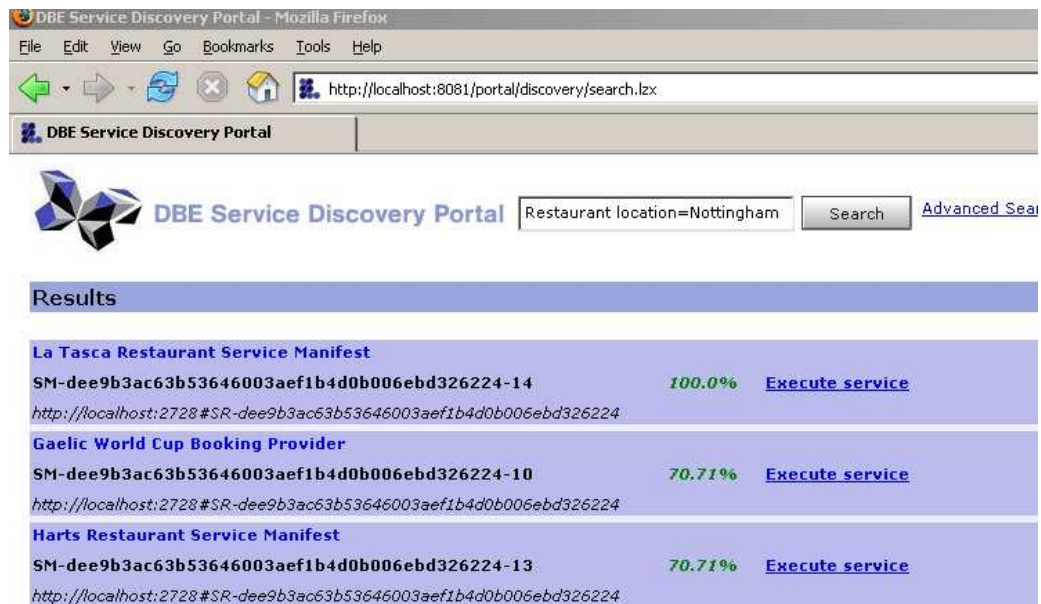 DBE Service Discovery Portal - Mozilla Firefox
File Edit View Go Bookmarks Tools Help
http://localhost:8081/portal/discovery/search.lzx
DBE Service Discovery Portal
DBE Service Discovery Portal Restaurant location=Nottingham Search Advanced Sear
Results
La Tasca Restaurant Service Manifest
SM-dee9b3ac63b53646003aef1b4d0b006ebd326224-14 100.0% Execute service
http://localhost:2728#SR-dee9b3ac63b53646003aef1b4d0b006ebd326224
Gaelic World Cup Booking Provider
SM-dee9b3ac63b53646003aef1b4d0b006ebd326224-10 70.71% Execute service
http://localhost:2728#SR-dee9b3ac63b53646003aef1b4d0b006ebd326224
Harts Restaurant Service Manifest
SM-dee9b3ac63b53646003aef1b4d0b006ebd326224-13 70.71% Execute service
http://localhost:2728#SR-dee9b3ac63b53646003aef1b4d0b006ebd326224